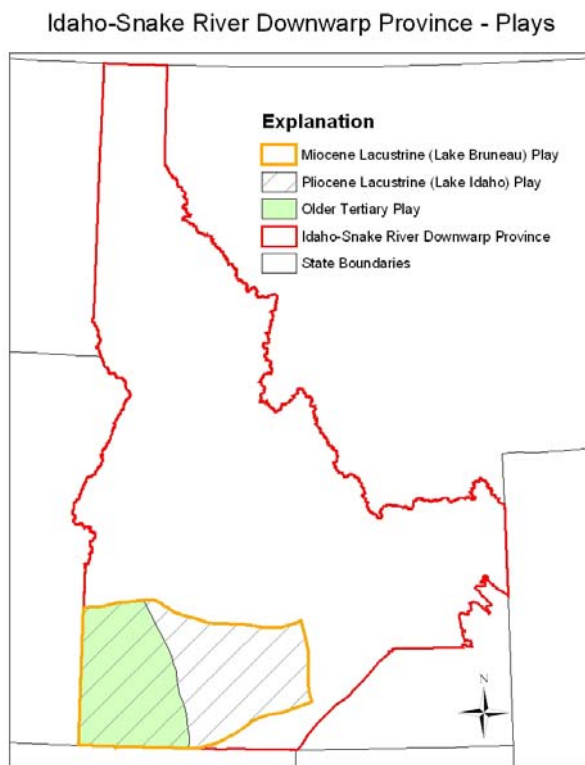 Idaho-Snake River Downwarp Province - Plays
Explanation
Miocene Lacustrine (Lake Bruneau) Play
Pliocene Lacustrine (Lake Idaho) Play
Older Tertiary Play
Idaho-Snake River Downwarp Province
State Boundaries
N